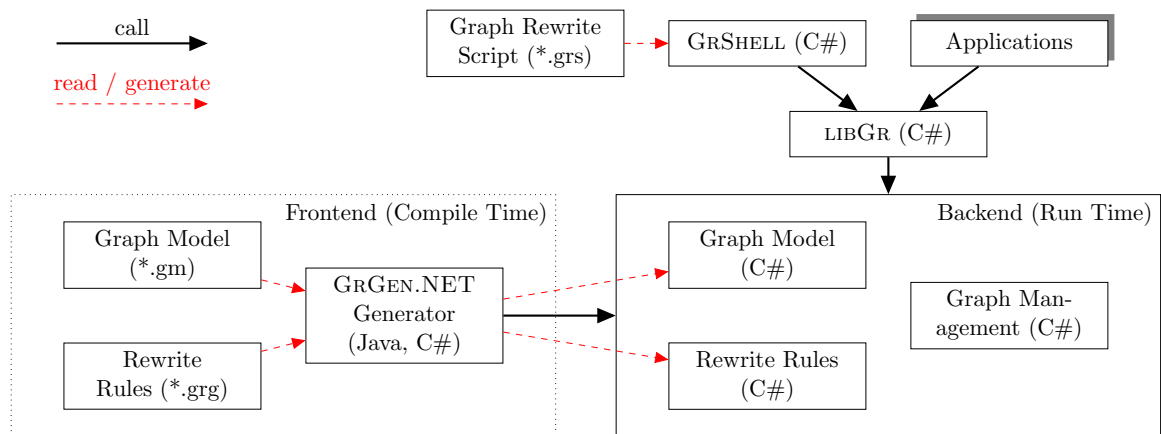 call
read / generate
Graph Rewrite
Script (*.grs)
GRSHELL (C#)
Applications
LIBGR (C#)
Frontend (Compile Time)
Graph Model
(*.gm)
GRGEN.NET
Generator
(Java, C#)
Rewrite
Rules (*.grg)
Backend (Run Time)
Graph Model
(C#)
Graph Man-
agement (C#)
Rewrite Rules
(C#)